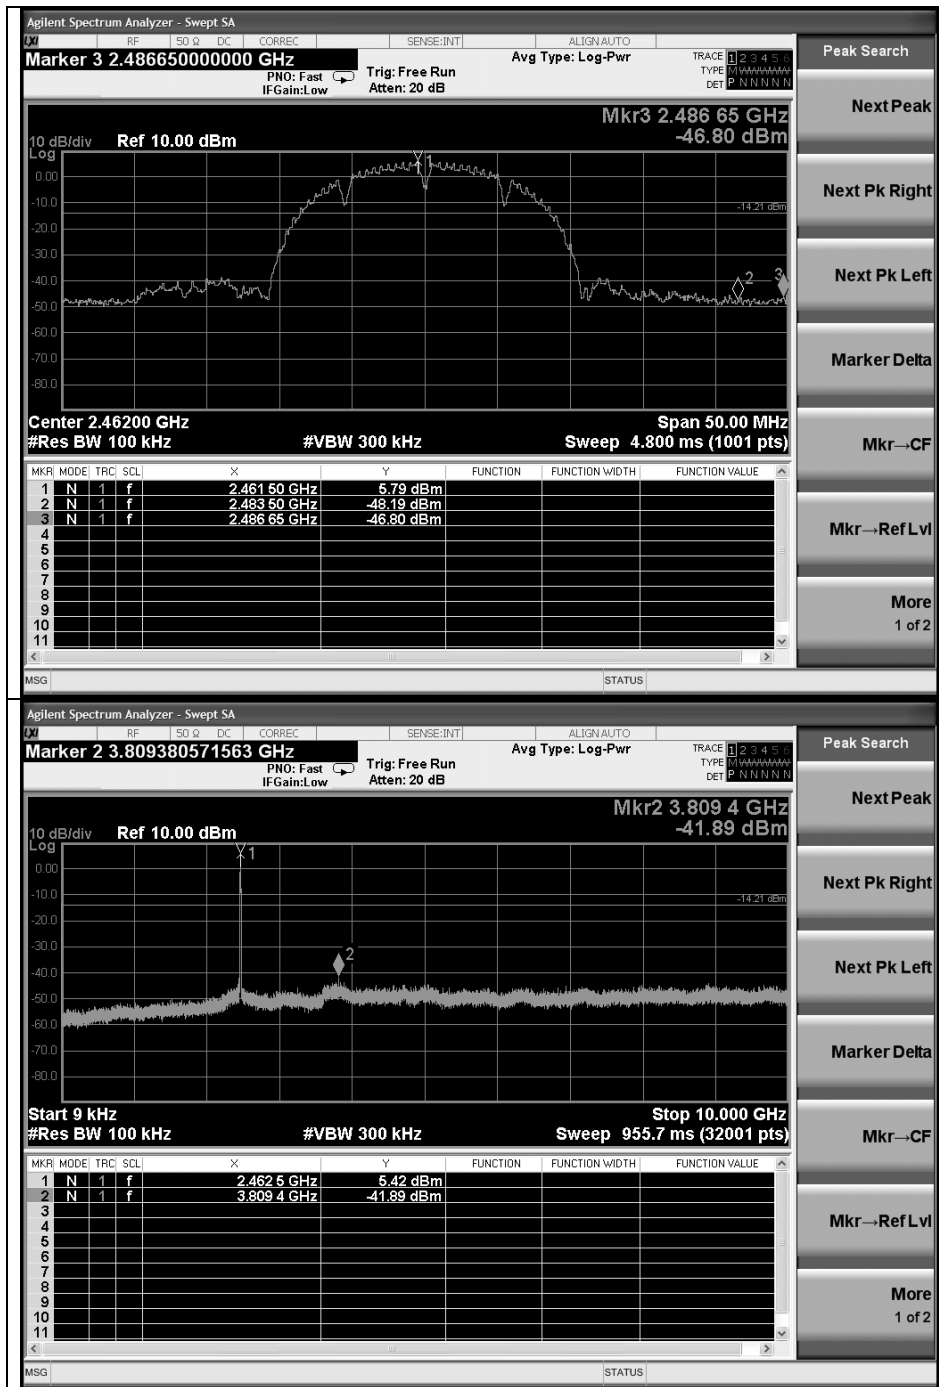 Agilent Spectrum Analyzer - Swept SA
LXI RF 50 Ω DC CORREC SENSE:INT ALIGN AUTO
Marker 3 2.486650000000 GHz
PNO: Fast
IFGain:Low
Trig: Free Run
Atten: 20 dB
Avg Type: Log-Pwr
TRACE 1 2 3 4 5 6
TYPE M
DET P N N N N N
Peak Search
Next Peak
Next Pk Right
Next Pk Left
Marker Delta
Mkr→CF
Mkr→Ref Lvl
More
1 of 2
Mkr3 2.486 65 GHz
-46.80 dBm
10 dB/div Ref 10.00 dBm
Log
0.00
-10.0
-20.0
-30.0
-40.0
-50.0
-60.0
-70.0
-80.0
1
-14.21 dBm
2
3
Center 2.46200 GHz Span 50.00 MHz
#Res BW 100 kHz #VBW 300 kHz Sweep 4.800 ms (1001 pts)
MKR MODE TRC SCL X Y FUNCTION FUNCTION WIDTH FUNCTION VALUE
1 N 1 f 2.461 50 GHz 5.79 dBm
2 N 1 f 2.483 50 GHz -48.19 dBm
3 N 1 f 2.486 65 GHz -46.80 dBm
4
5
6
7
8
9
10
11
MSG STATUS
Agilent Spectrum Analyzer - Swept SA
LXI RF 50 Ω DC CORREC SENSE:INT ALIGN AUTO
Marker 2 3.809380571563 GHz
PNO: Fast
IFGain:Low
Trig: Free Run
Atten: 20 dB
Avg Type: Log-Pwr
TRACE 1 2 3 4 5 6
TYPE M
DET P N N N N N
Peak Search
Next Peak
Next Pk Right
Next Pk Left
Marker Delta
Mkr→CF
Mkr→Ref Lvl
More
1 of 2
Mkr2 3.809 4 GHz
-41.89 dBm
10 dB/div Ref 10.00 dBm
Log
0.00
-10.0
-20.0
-30.0
-40.0
-50.0
-60.0
-70.0
-80.0
1
-14.21 dBm
2
Start 9 kHz Stop 10.000 GHz
#Res BW 100 kHz #VBW 300 kHz Sweep 955.7 ms (32001 pts)
MKR MODE TRC SCL X Y FUNCTION FUNCTION WIDTH FUNCTION VALUE
1 N 1 f 2.462 5 GHz 5.42 dBm
2 N 1 f 3.809 4 GHz -41.89 dBm
3
4
5
6
7
8
9
10
11
MSG STATUS